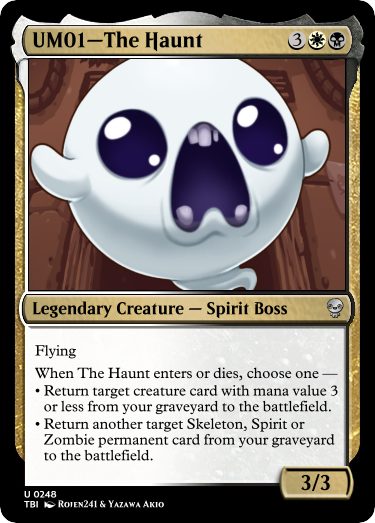 UM01—The Haunt
3
Legendary Creature — Spirit Boss
Flying
When The Haunt enters or dies, choose one —
• Return target creature card with mana value 3
or less from your graveyard to the battlefield.
• Return another target Skeleton, Spirit or
Zombie permanent card from your graveyard
to the battlefield.
3/3
U 0248
TBI Rojen241 & Yazawa Akio